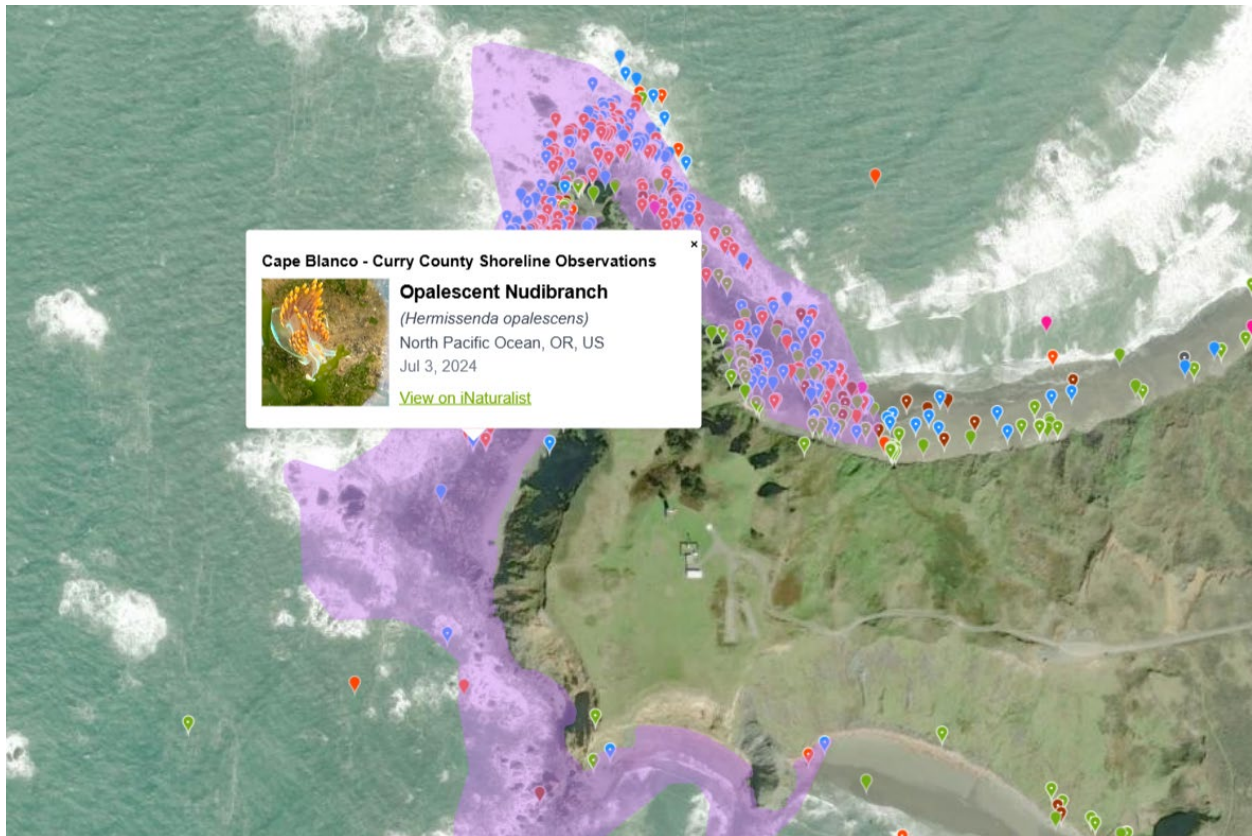 ×
Cape Blanco - Curry County Shoreline Observations
Opalescent Nudibranch
(Hermissenda opalescens)
North Pacific Ocean, OR, US
Jul 3, 2024
View on iNaturalist